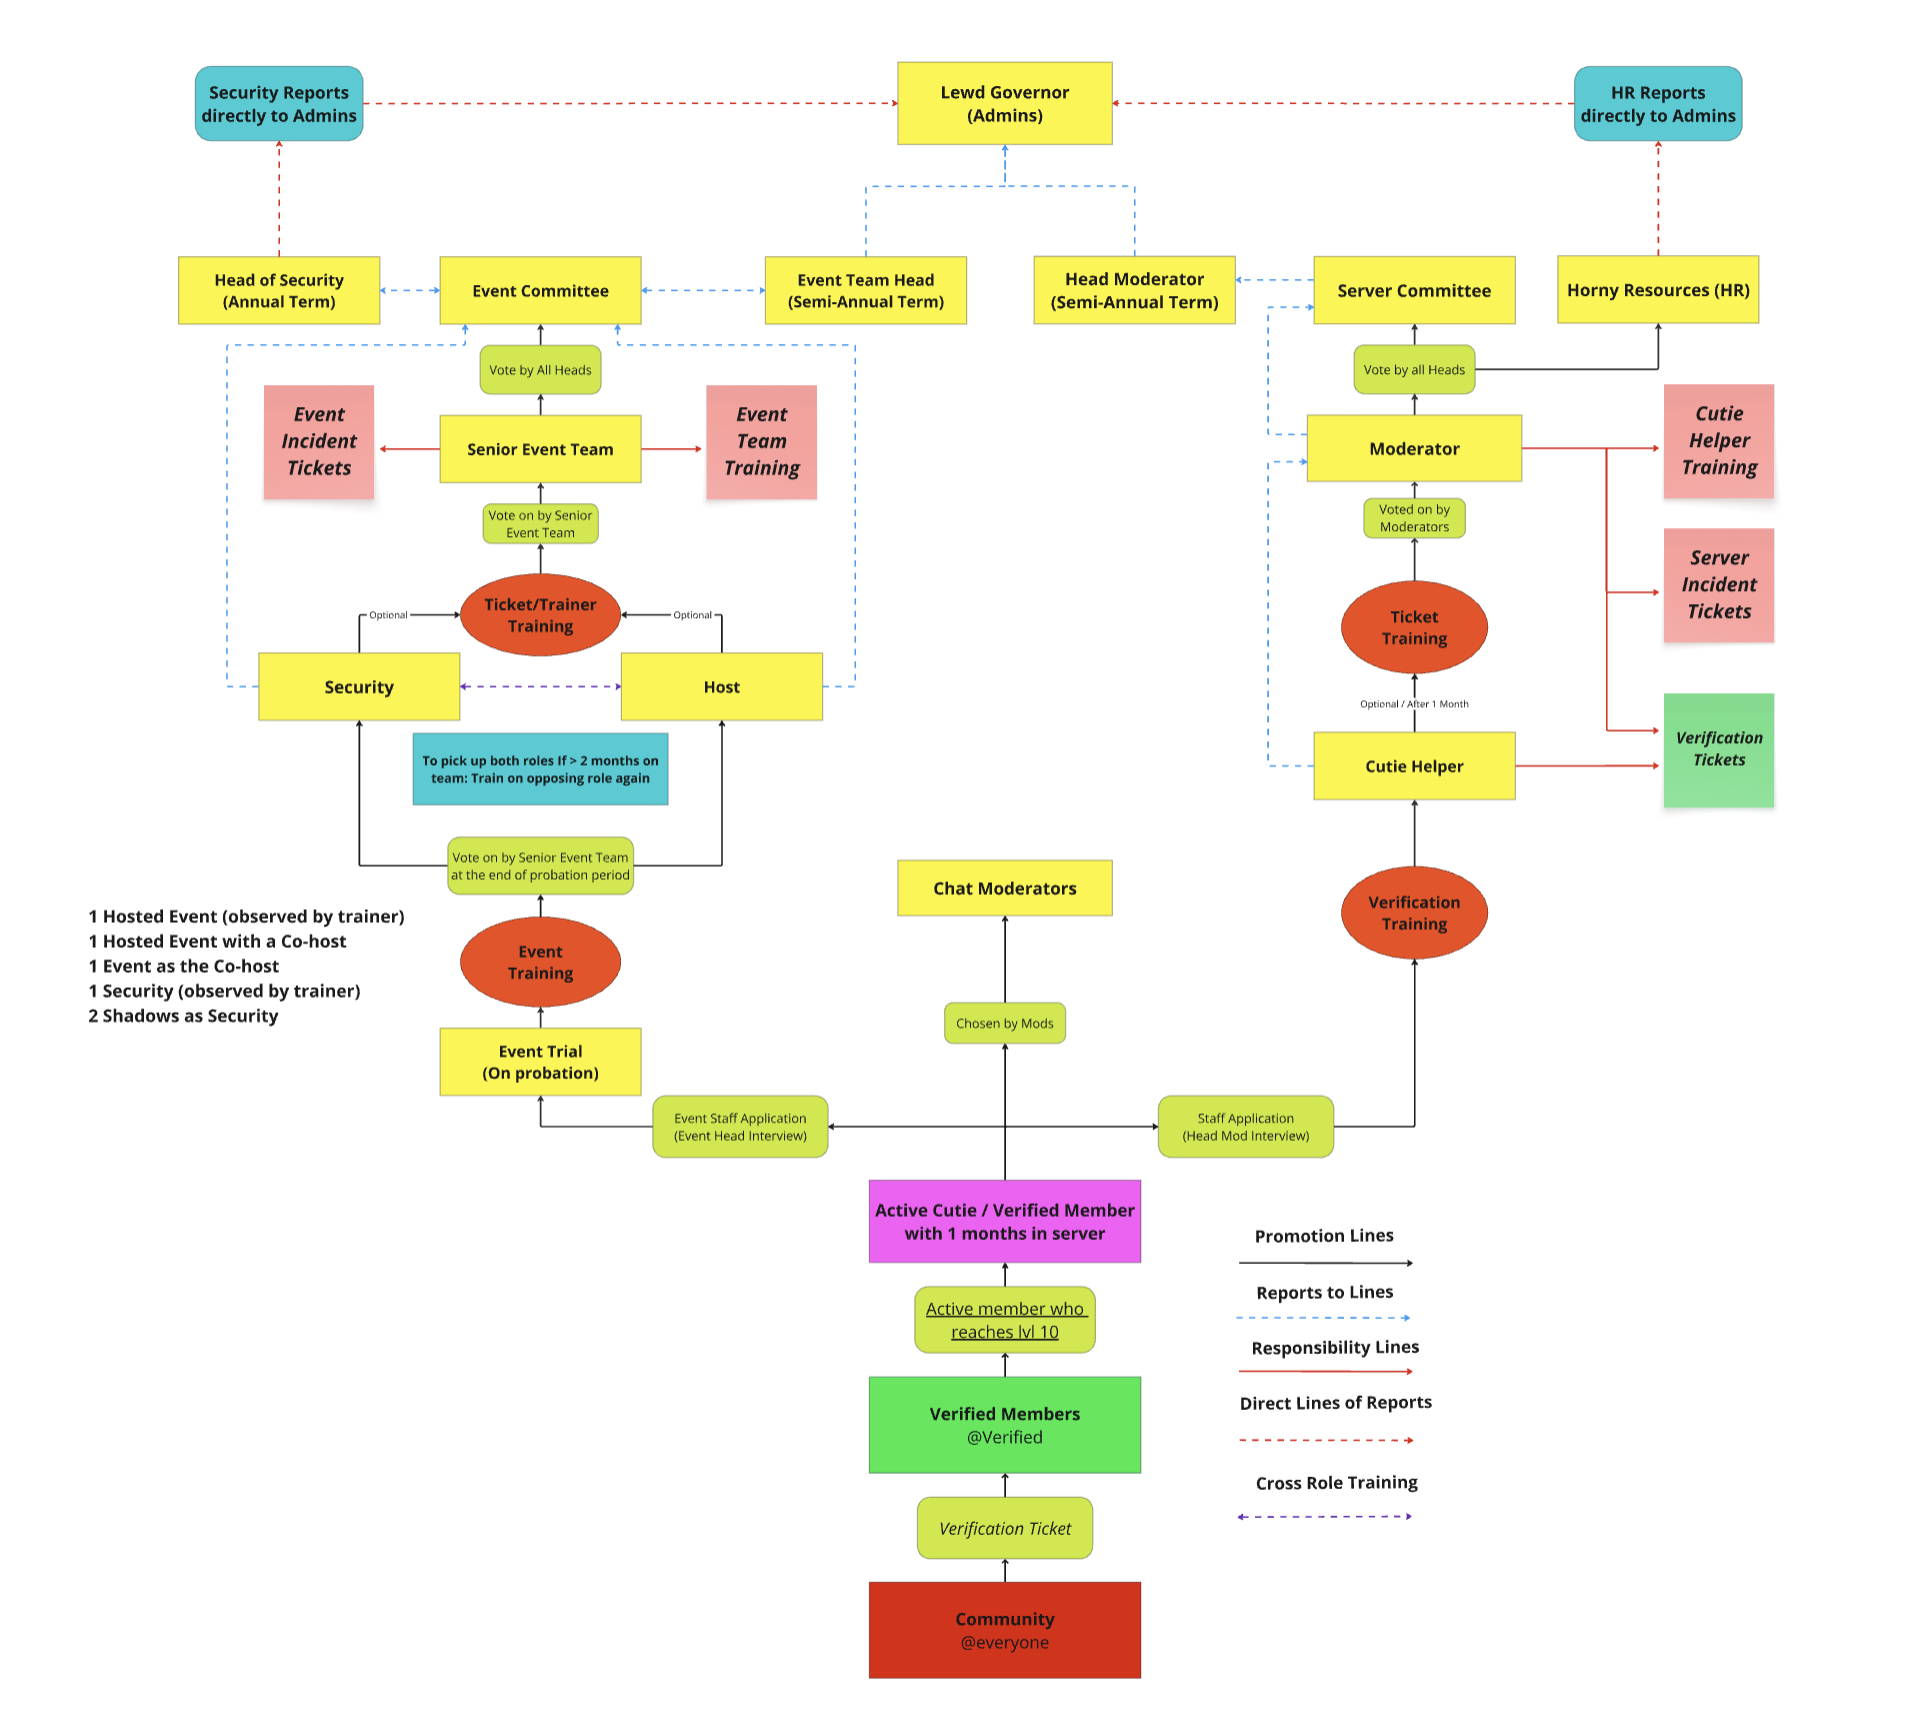 Security Reports
directly to Admins
Lewd Governor
(Admins)
HR Reports
directly to Admins
Head of Security
(Annual Term)
Event Committee
Event Team Head
(Semi-Annual Term)
Head Moderator
(Semi-Annual Term)
Server Committee
Horny Resources (HR)
Vote by All Heads
Vote by all Heads
Event
Incident
Tickets
Senior Event Team
Event
Team
Training
Moderator
Cutie
Helper
Training
Vote on by Senior
Event Team
Voted on by
Moderators
Server
Incident
Tickets
Optional
Ticket/Trainer
Training
Optional
Ticket
Training
Security
Host
Optional / After 1 Month
Verification
Tickets
To pick up both roles If > 2 months on
team: Train on opposing role again
Cutie Helper
Vote on by Senior Event Team
at the end of probation period
Chat Moderators
Verification
Training
1 Hosted Event (observed by trainer)
1 Hosted Event with a Co-host
1 Event as the Co-host
1 Security (observed by trainer)
2 Shadows as Security
Event
Training
Chosen by Mods
Event Trial
(On probation)
Event Staff Application
(Event Head Interview)
Staff Application
(Head Mod Interview)
Active Cutie / Verified Member
with 1 months in server
Active member who
reaches lvl 10
Verified Members
@Verified
Verification Ticket
Community
@everyone
Promotion Lines
Reports to Lines
Responsibility Lines
Direct Lines of Reports
Cross Role Training